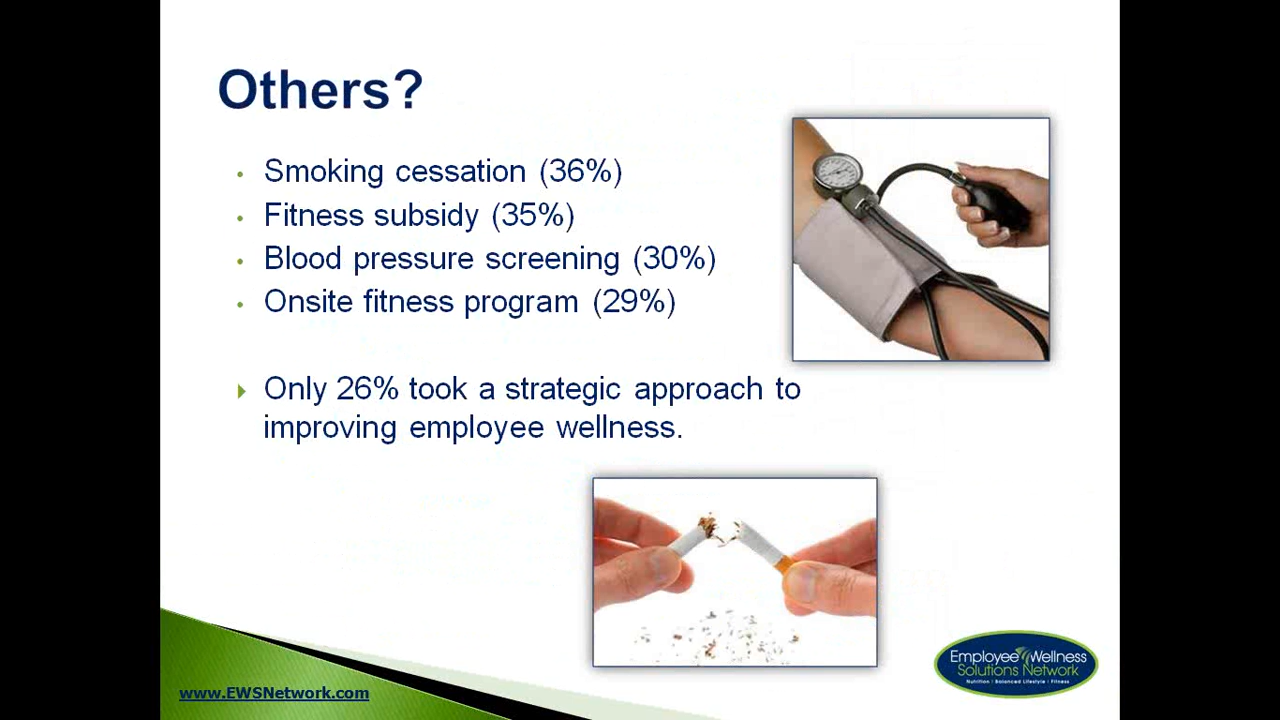 Others?
• Smoking cessation (36%)
• Fitness subsidy (35%)
• Blood pressure screening (30%)
• Onsite fitness program (29%)
Only 26% took a strategic approach to
improving employee wellness.
www.EWSNetwork.com
Employee Wellness
Solutions Network
Nutrition | Balanced Lifestyle | Fitness